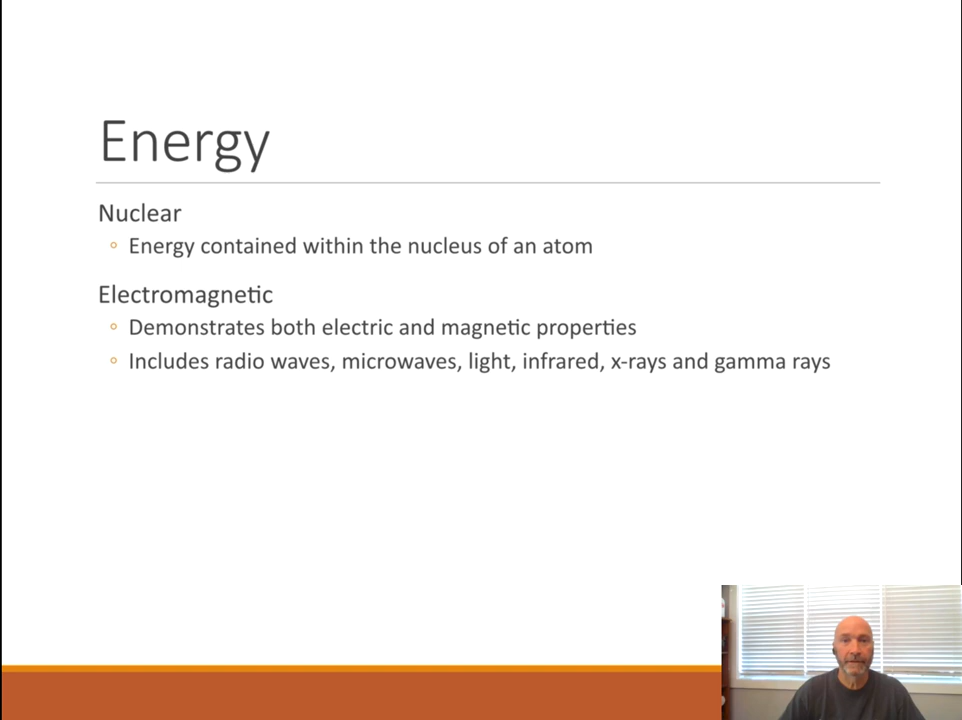 Energy
Nuclear
◦ Energy contained within the nucleus of an atom
Electromagnetic
◦ Demonstrates both electric and magnetic properties
◦ Includes radio waves, microwaves, light, infrared, x-rays and gamma rays